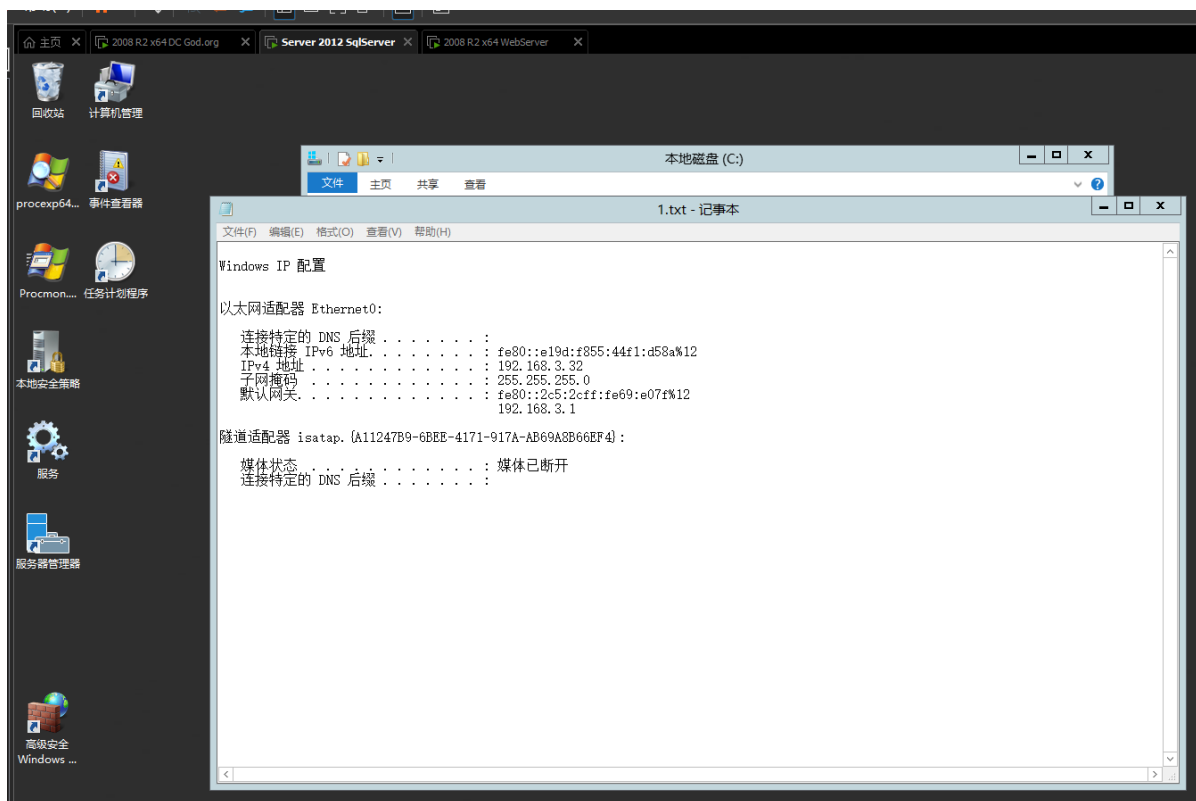 主页
2008 R2 x64 DC God.org
Server 2012 SqlServer
2008 R2 x64 WebServer
回收站
计算机管理
procexp64...
事件查看器
Procmon....
任务计划程序
本地安全策略
服务
服务器管理器
高级安全
Windows ...
本地磁盘 (C:)
文件
主页
共享
查看
1.txt - 记事本
文件(F) 编辑(E) 格式(O) 查看(V) 帮助(H)
Windows IP 配置
以太网适配器 Ethernet0:
连接特定的 DNS 后缀 . . . . . . . :
本地链接 IPv6 地址. . . . . . . . : fe80::e19d:f855:44f1:d58a%12
IPv4 地址 . . . . . . . . . . . . : 192.168.3.32
子网掩码 . . . . . . . . . . . . : 255.255.255.0
默认网关. . . . . . . . . . . . . : fe80::2c5:2cff:fe69:e07f%12
192.168.3.1
隧道适配器 isatap.{A11247B9-6BEE-4171-917A-AB69A8B66EF4}:
媒体状态 . . . . . . . . . . . . : 媒体已断开
连接特定的 DNS 后缀 . . . . . . . :